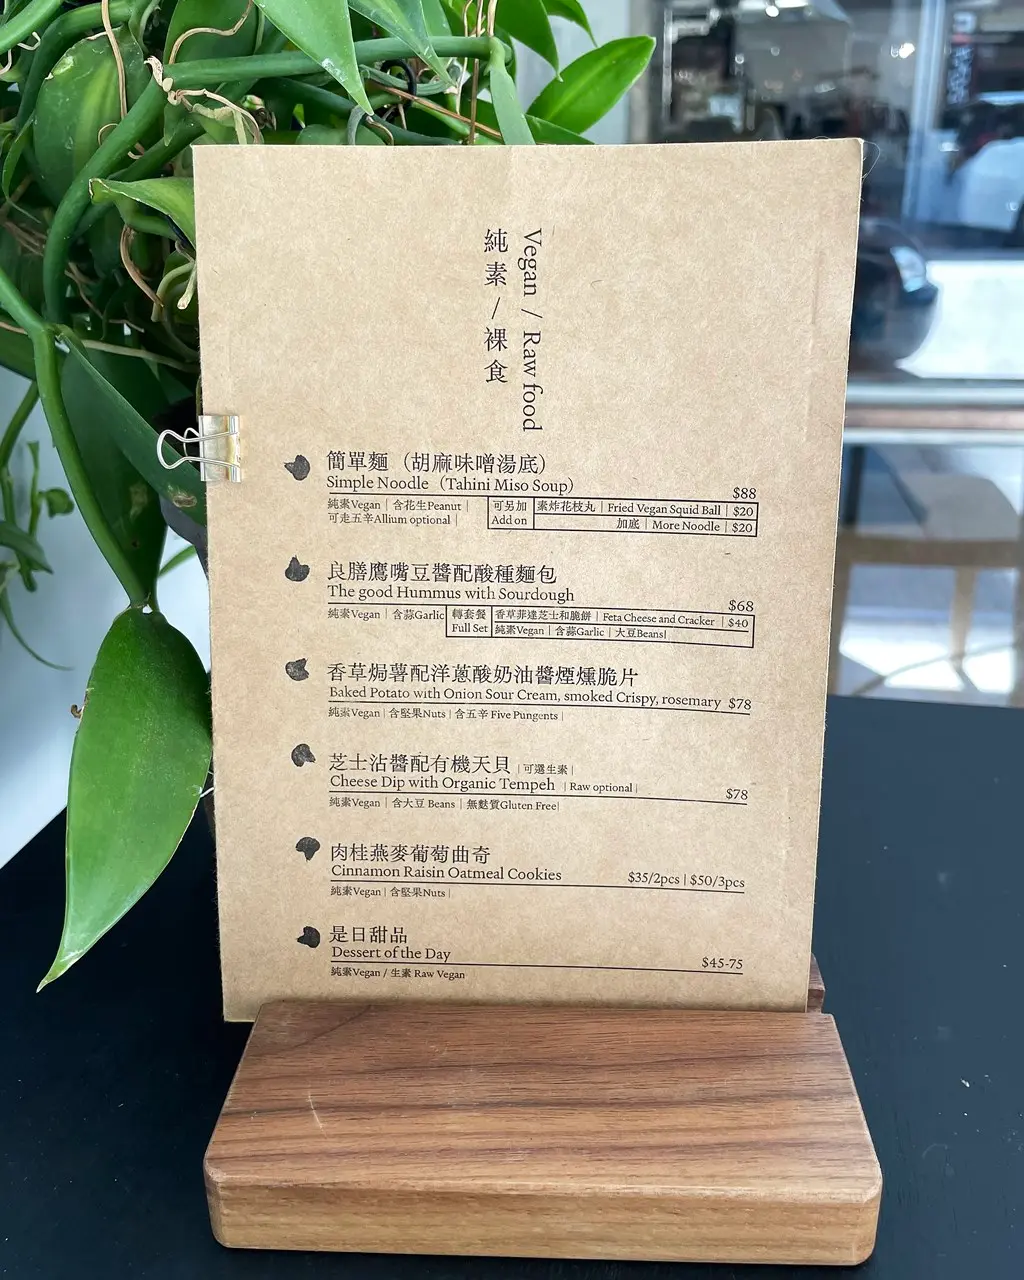 純素 / 裸食
Vegan / Raw food
簡單麵（胡麻味噌湯底）
Simple Noodle（Tahini Miso Soup） $88
純素Vegan | 含花生Peanut |
可走五辛Allium optional |
可另加
Add on
素炸花枝丸 | Fried Vegan Squid Ball | $20
加底 | More Noodle | $20
良膳鷹嘴豆醬配酸種麵包
The good Hummus with Sourdough $68
純素Vegan | 含蒜Garlic
轉套餐
Full Set
香草菲達芝士和脆餅 | Feta Cheese and Cracker | $40
純素Vegan | 含蒜Garlic | 大豆Beans|
香草焗薯配洋蔥酸奶油醬煙燻脆片
Baked Potato with Onion Sour Cream, smoked Crispy, rosemary $78
純素Vegan | 含堅果Nuts | 含五辛 Five Pungents |
芝士沾醬配有機天貝 | 可選生素 |
Cheese Dip with Organic Tempeh | Raw optional | $78
純素Vegan | 含大豆 Beans | 無麩質Gluten Free|
肉桂燕麥葡萄曲奇
Cinnamon Raisin Oatmeal Cookies $35/2pcs | $50/3pcs
純素Vegan | 含堅果Nuts |
是日甜品
Dessert of the Day $45-75
純素Vegan / 生素 Raw Vegan